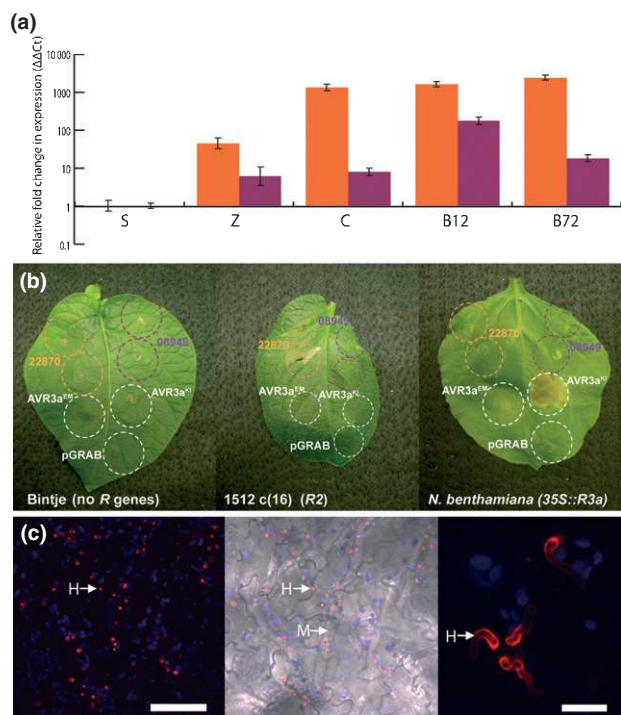 (a)
Relative fold change in expression (ΔΔCt)
10 000
1000
100
10
1
0.1
S Z C B12 B72
(b)
22870
08949
AVR3aEM
AVR3aKI
pGRAB
Bintje (no R genes)
08949
22870
AVR3aEM
AVR3aKI
pGRAB
1512 c(16) (R2)
22870
08949
AVR3aEM
AVR3aKI
pGRAB
N. benthamiana (35S::R3a)
(c)
H
H
M
H